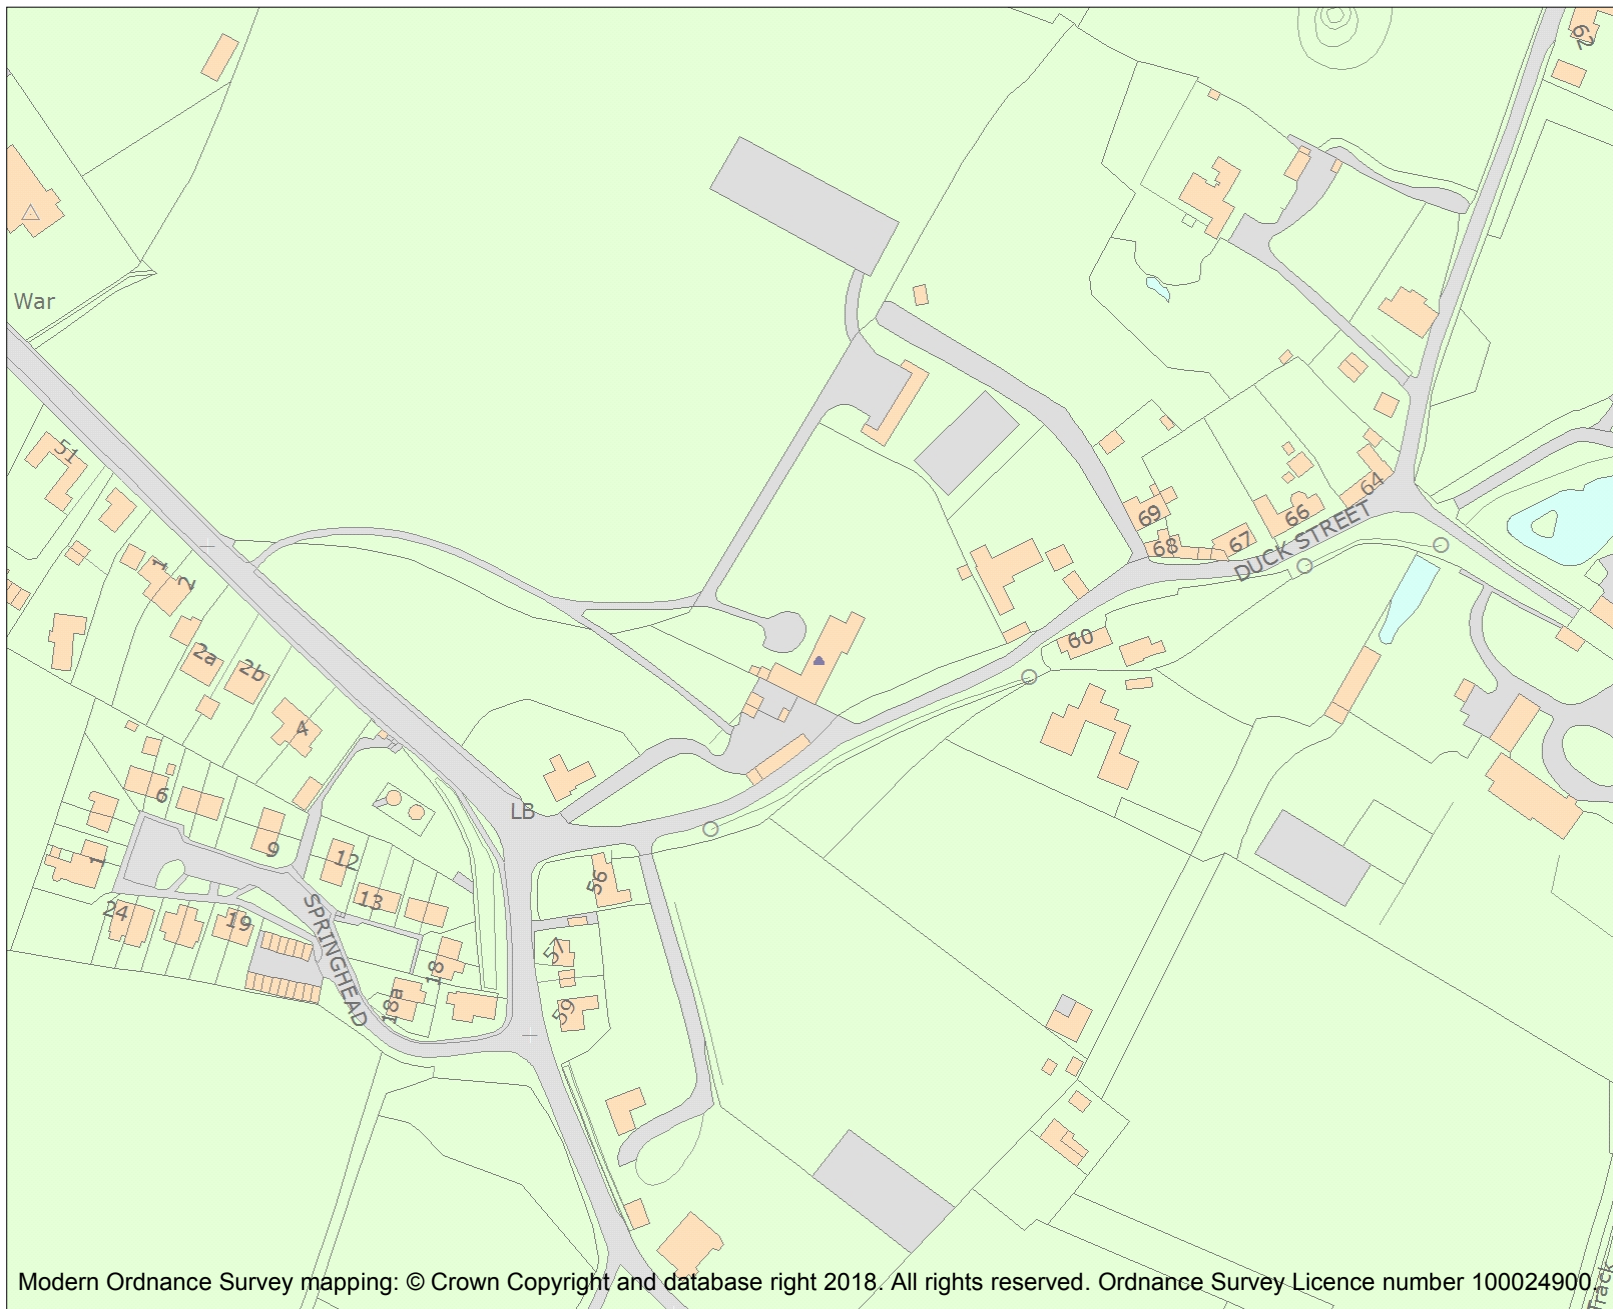 62
War
51
1
2
2a
2b
4
6
9
12
13
1
24
19
18
18a
SPRINGHEAD
LB
56
57
59
60
69
68
67
66
64
DUCK STREET
Track
Modern Ordnance Survey mapping: © Crown Copyright and database right 2018. All rights reserved. Ordnance Survey Licence number 100024900